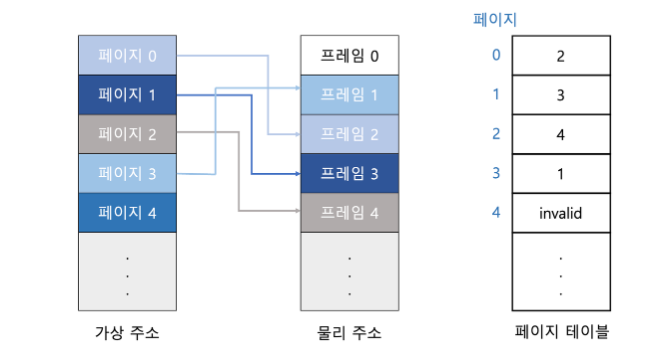 페이지
페이지 0
페이지 1
페이지 2
페이지 3
페이지 4
.
.
.
가상 주소
프레임 0
프레임 1
프레임 2
프레임 3
프레임 4
.
.
.
물리 주소
0 2
1 3
2 4
3 1
4 invalid
.
.
.
페이지 테이블